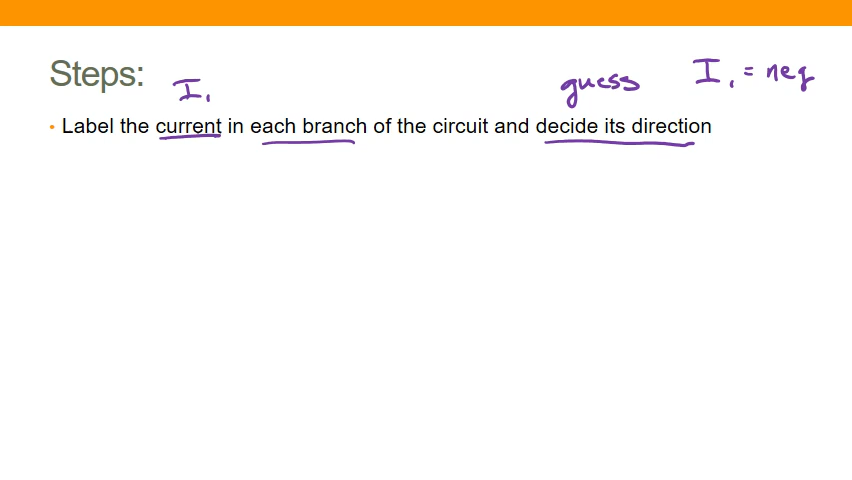 Steps:
I₁
guess
I₁ = neg
• Label the current in each branch of the circuit and decide its direction